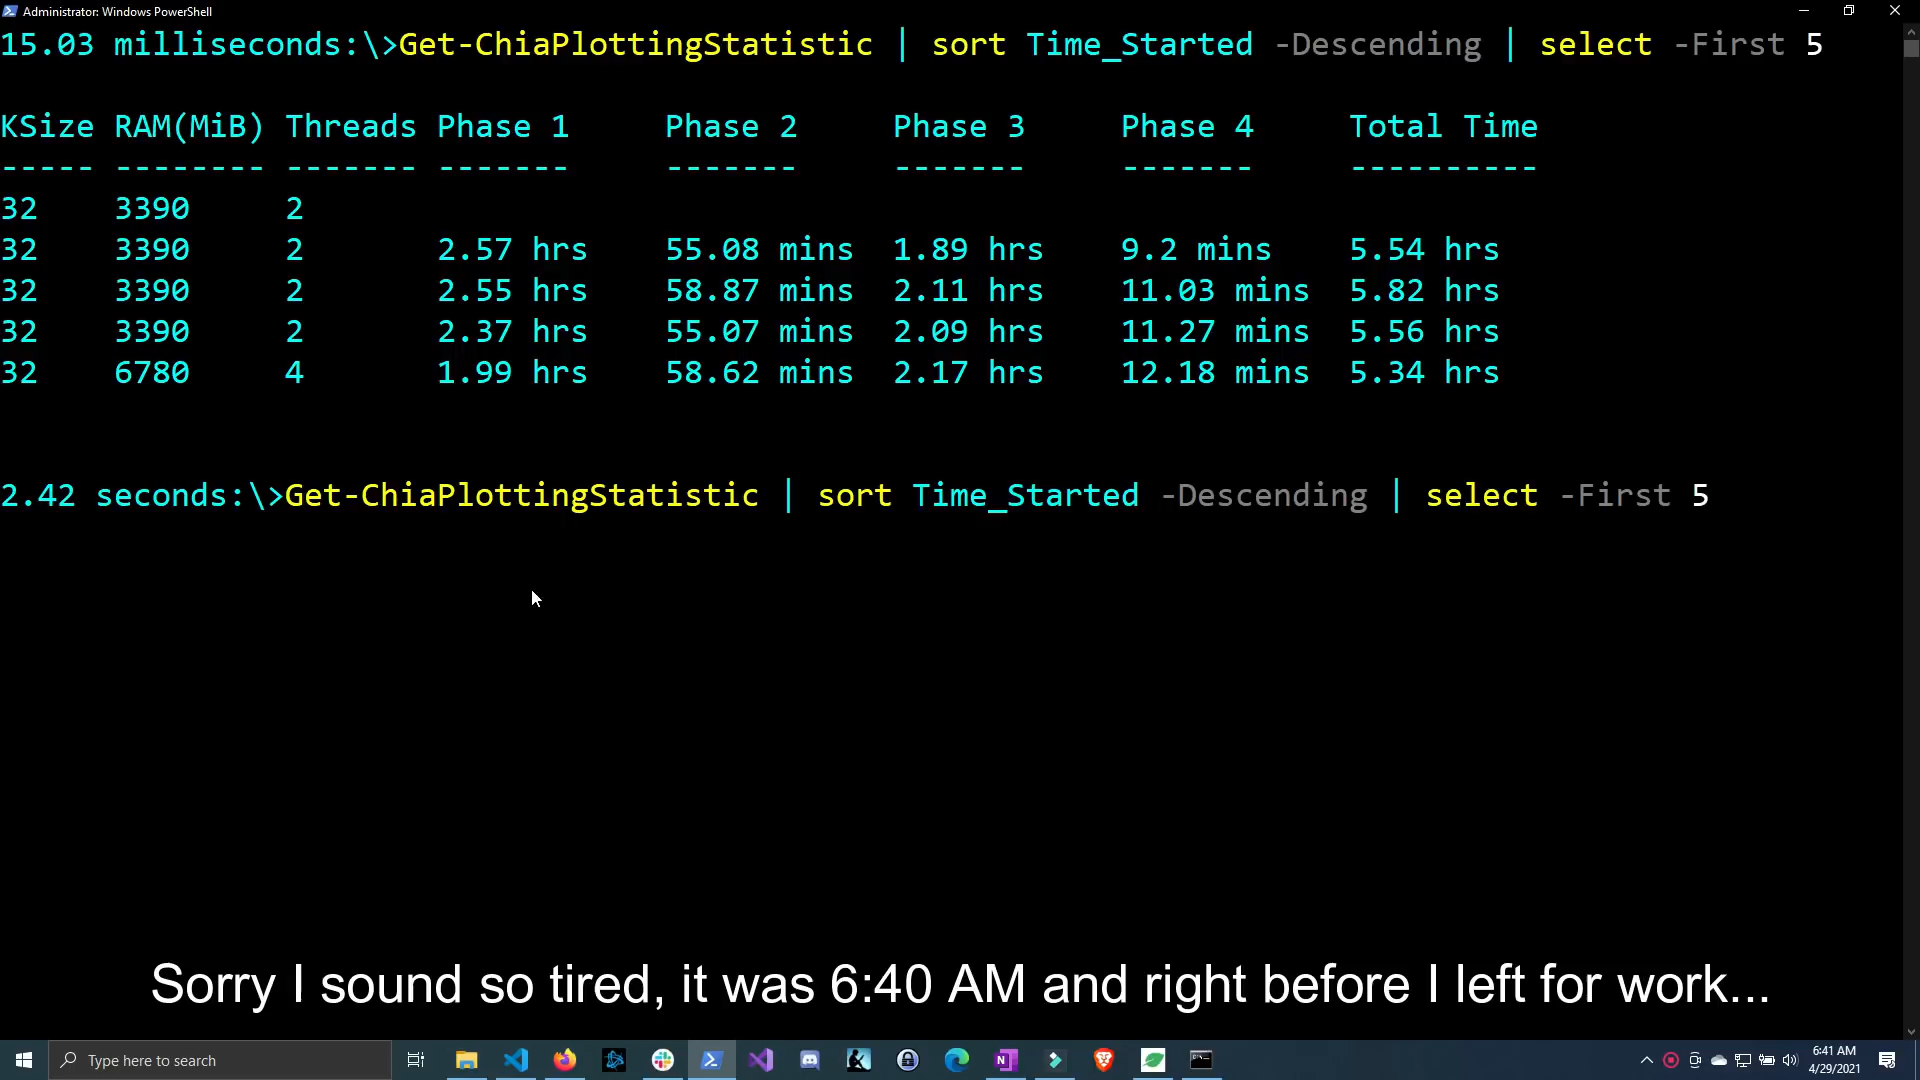 Administrator: Windows PowerShell
15.03 milliseconds:\>Get-ChiaPlottingStatistic | sort Time_Started -Descending | select -First 5
KSize RAM(MiB) Threads Phase 1 Phase 2 Phase 3 Phase 4 Total Time
----- -------- ------- ------- ------- ------- ------- ----------
32 3390 2
32 3390 2 2.57 hrs 55.08 mins 1.89 hrs 9.2 mins 5.54 hrs
32 3390 2 2.55 hrs 58.87 mins 2.11 hrs 11.03 mins 5.82 hrs
32 3390 2 2.37 hrs 55.07 mins 2.09 hrs 11.27 mins 5.56 hrs
32 6780 4 1.99 hrs 58.62 mins 2.17 hrs 12.18 mins 5.34 hrs
2.42 seconds:\>Get-ChiaPlottingStatistic | sort Time_Started -Descending | select -First 5
Sorry I sound so tired, it was 6:40 AM and right before I left for work...
Type here to search
6:41 AM
4/29/2021